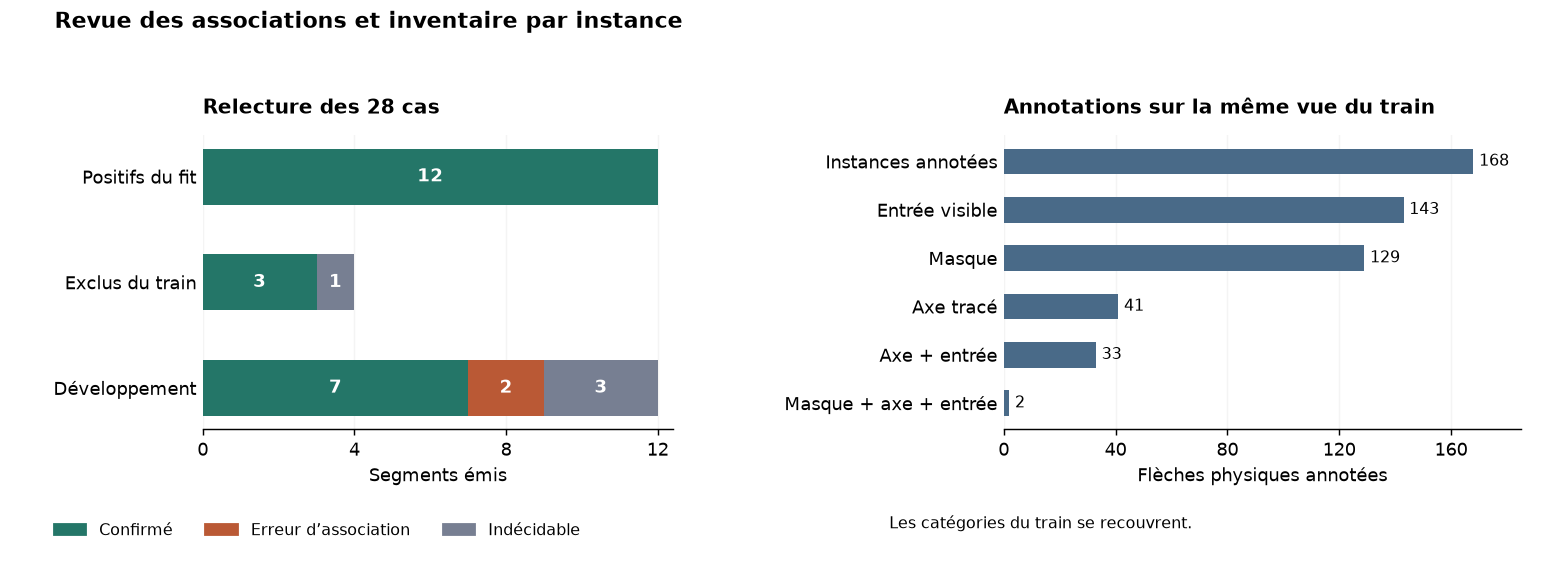 Revue des associations et inventaire par instance
Relecture des 28 cas
Positifs du fit
12
Exclus du train
3
1
Développement
7
2
3
0
4
8
12
Segments émis
Confirmé
Erreur d’association
Indécidable
Annotations sur la même vue du train
Instances annotées
168
Entrée visible
143
Masque
129
Axe tracé
41
Axe + entrée
33
Masque + axe + entrée
2
0
40
80
120
160
Flèches physiques annotées
Les catégories du train se recouvrent.